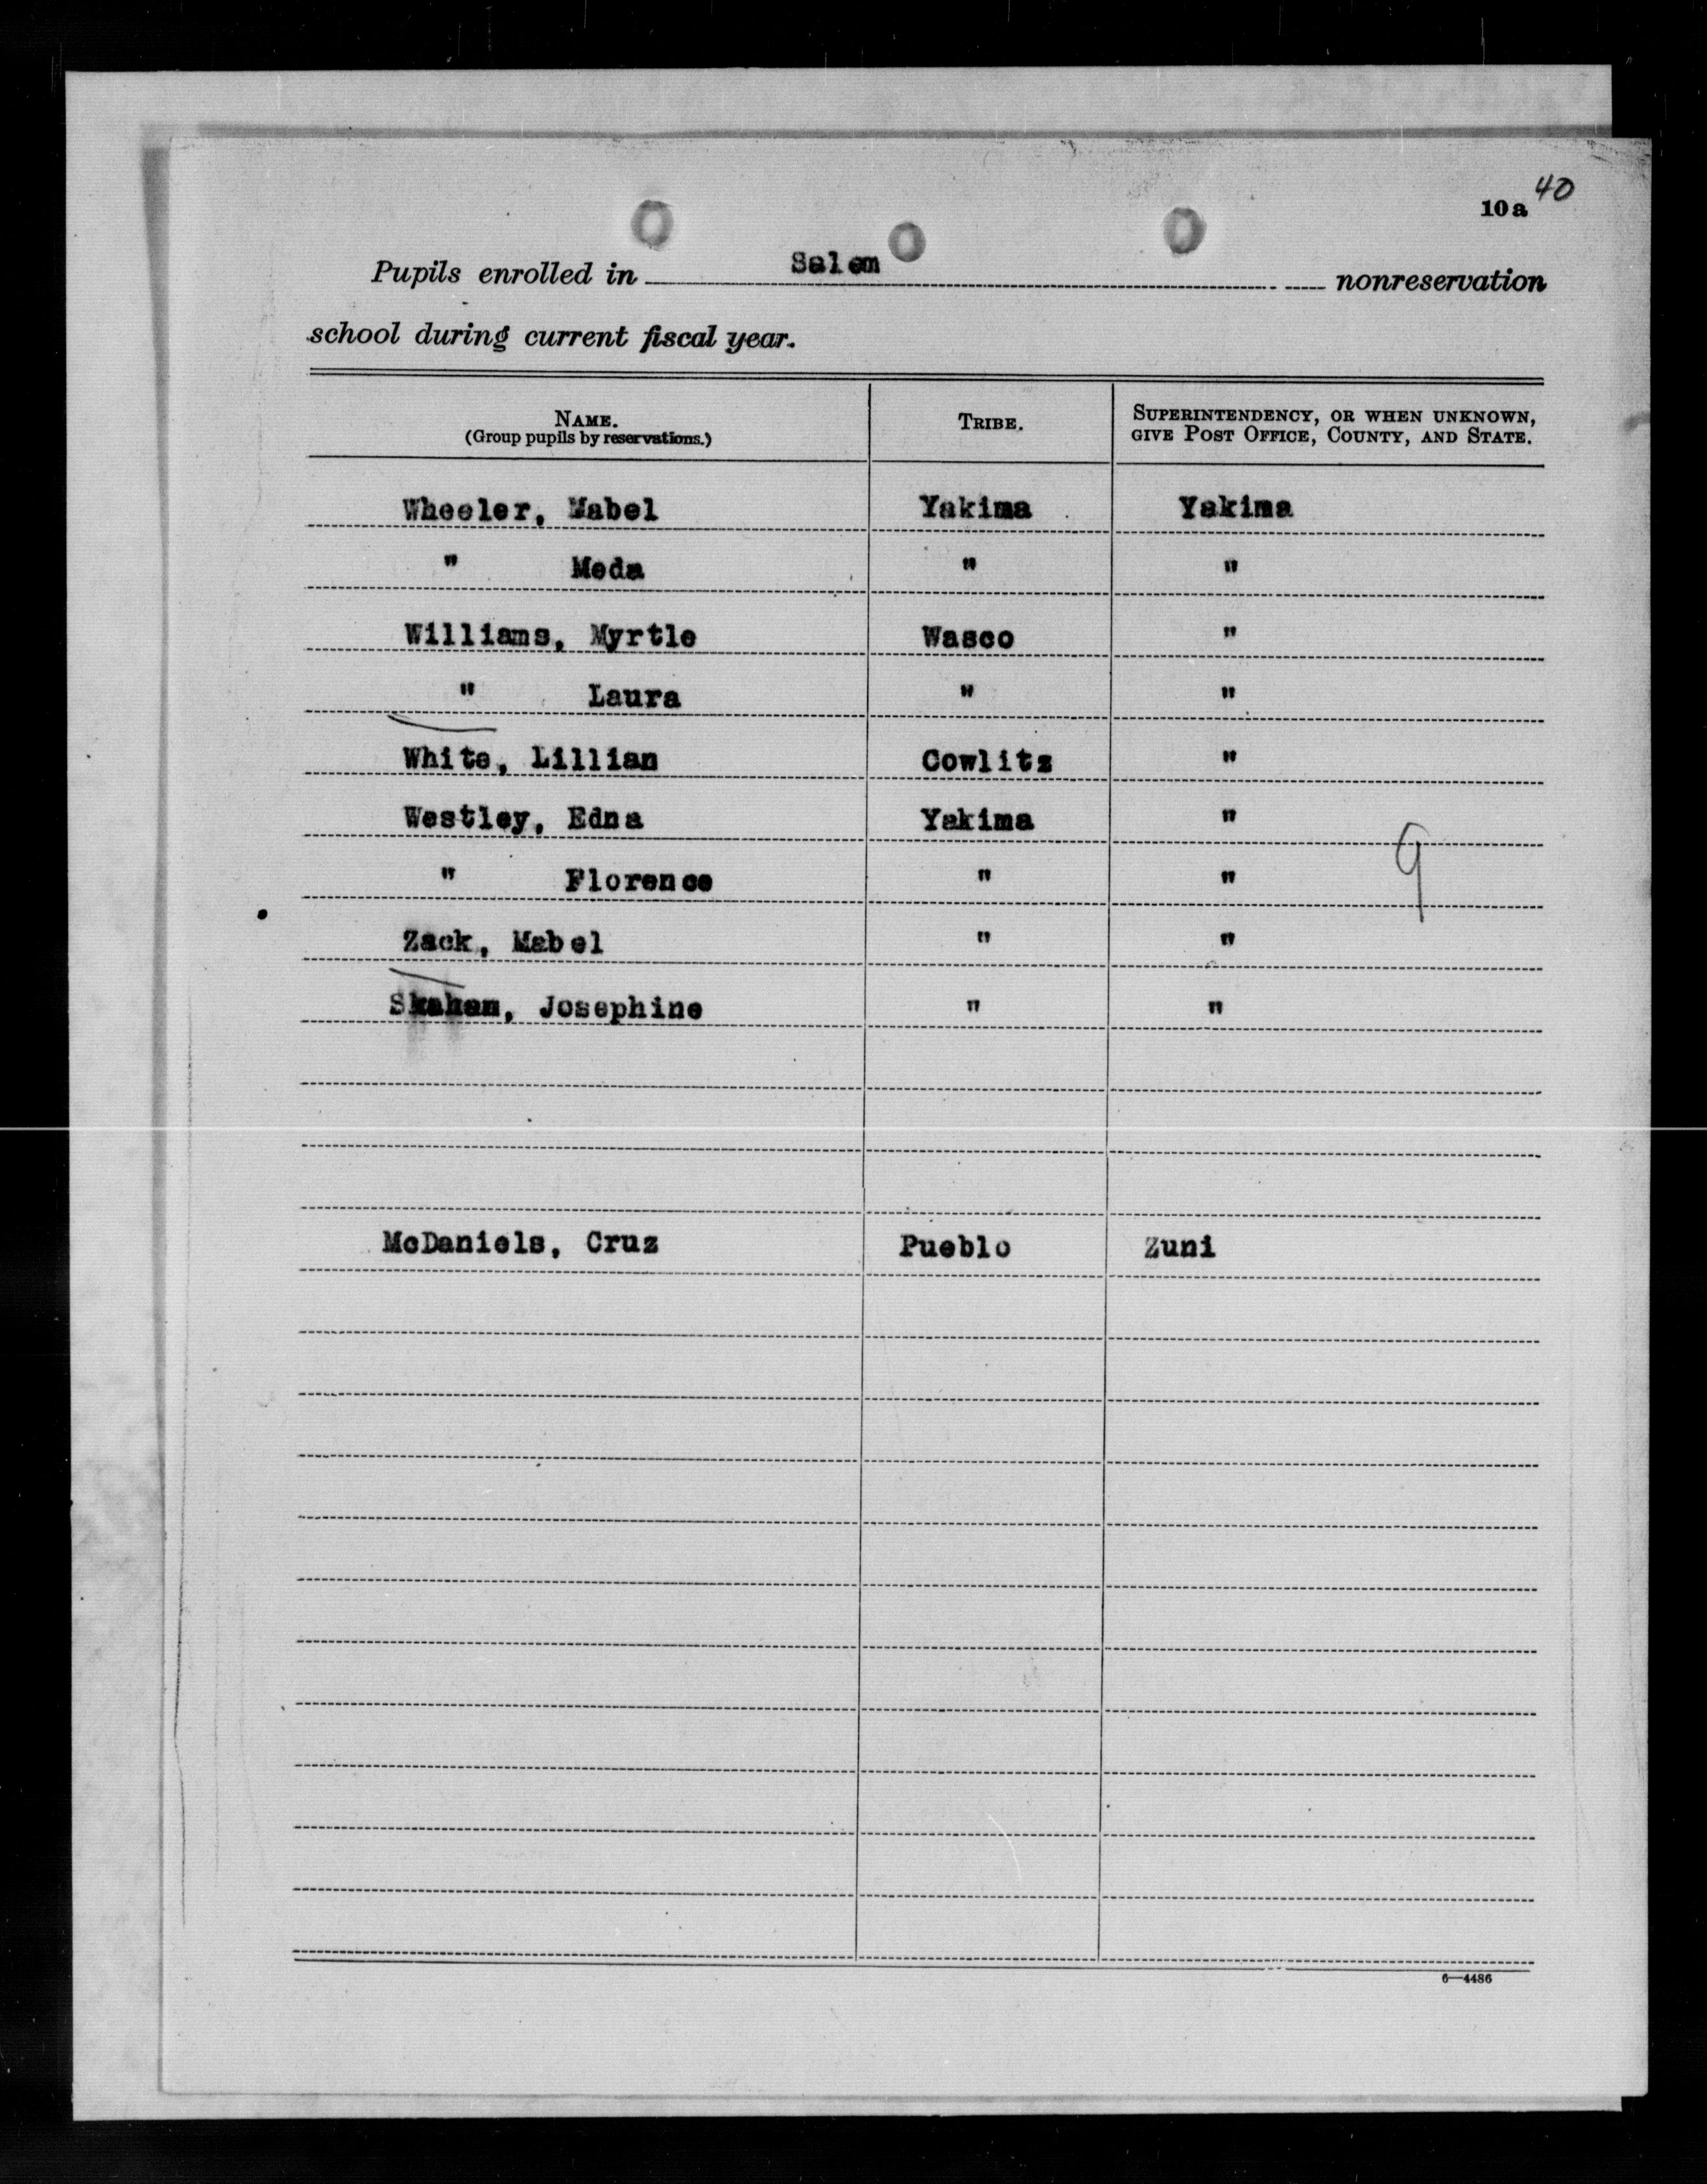 40
10a
Pupils enrolled in Salem nonreservation
school during current fiscal year.
NAME. TRIBE. SUPERINTENDENCY, OR WHEN UNKNOWN,
(Group pupils by reservations.) GIVE POST OFFICE, COUNTY, AND STATE.
Wheeler, Mabel Yakima Yakima
" Meda " "
Williams, Myrtle Wasco "
" Laura " "
White, Lillian Cowlitz "
Westley, Edna Yakima "
" Florence " "
9
Zack, Mabel " "
Skahan, Josephine " "
McDaniels, Cruz Pueblo Zuni
6—4486